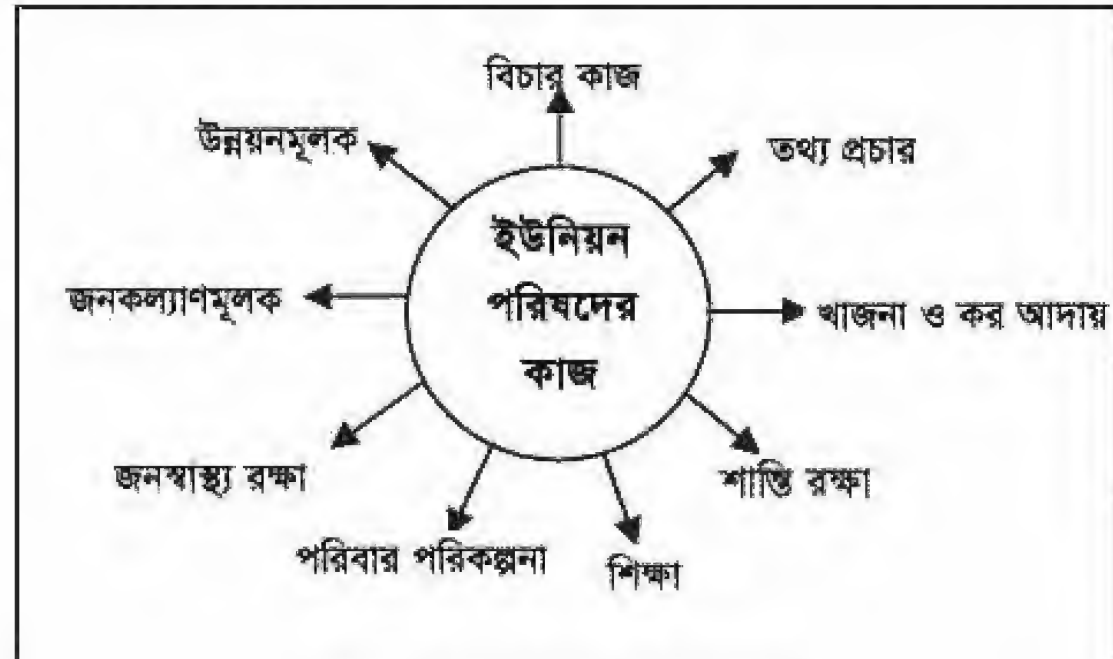 বিচার কাজ
উন্নয়নমূলক
তথ্য প্রচার
ইউনিয়ন
পরিষদের
কাজ
জনকল্যাণমূলক
খাজনা ও কর আদায়
জনস্বাস্থ্য রক্ষা
শান্তি রক্ষা
পরিবার পরিকল্পনা
শিক্ষা